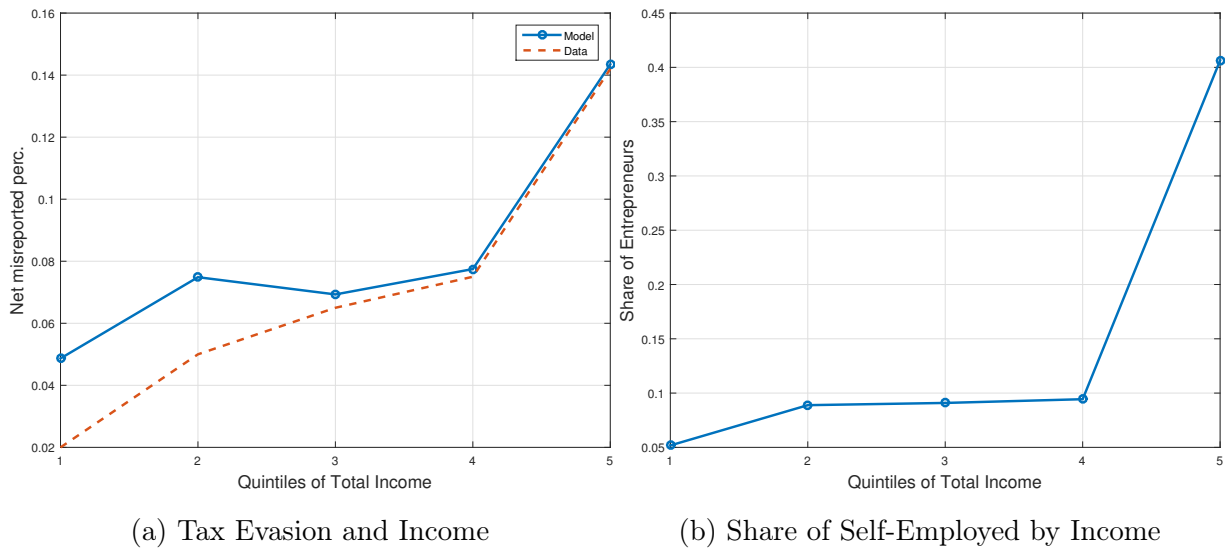 0.16
0.14
0.12
0.1
0.08
0.06
0.04
0.02
Net misreported perc.
Model
Data
1 2 3 4 5
Quintiles of Total Income
(a) Tax Evasion and Income
0.45
0.4
0.35
0.3
0.25
0.2
0.15
0.1
0.05
Share of Entrepreneurs
1 2 3 4 5
Quintiles of Total Income
(b) Share of Self-Employed by Income